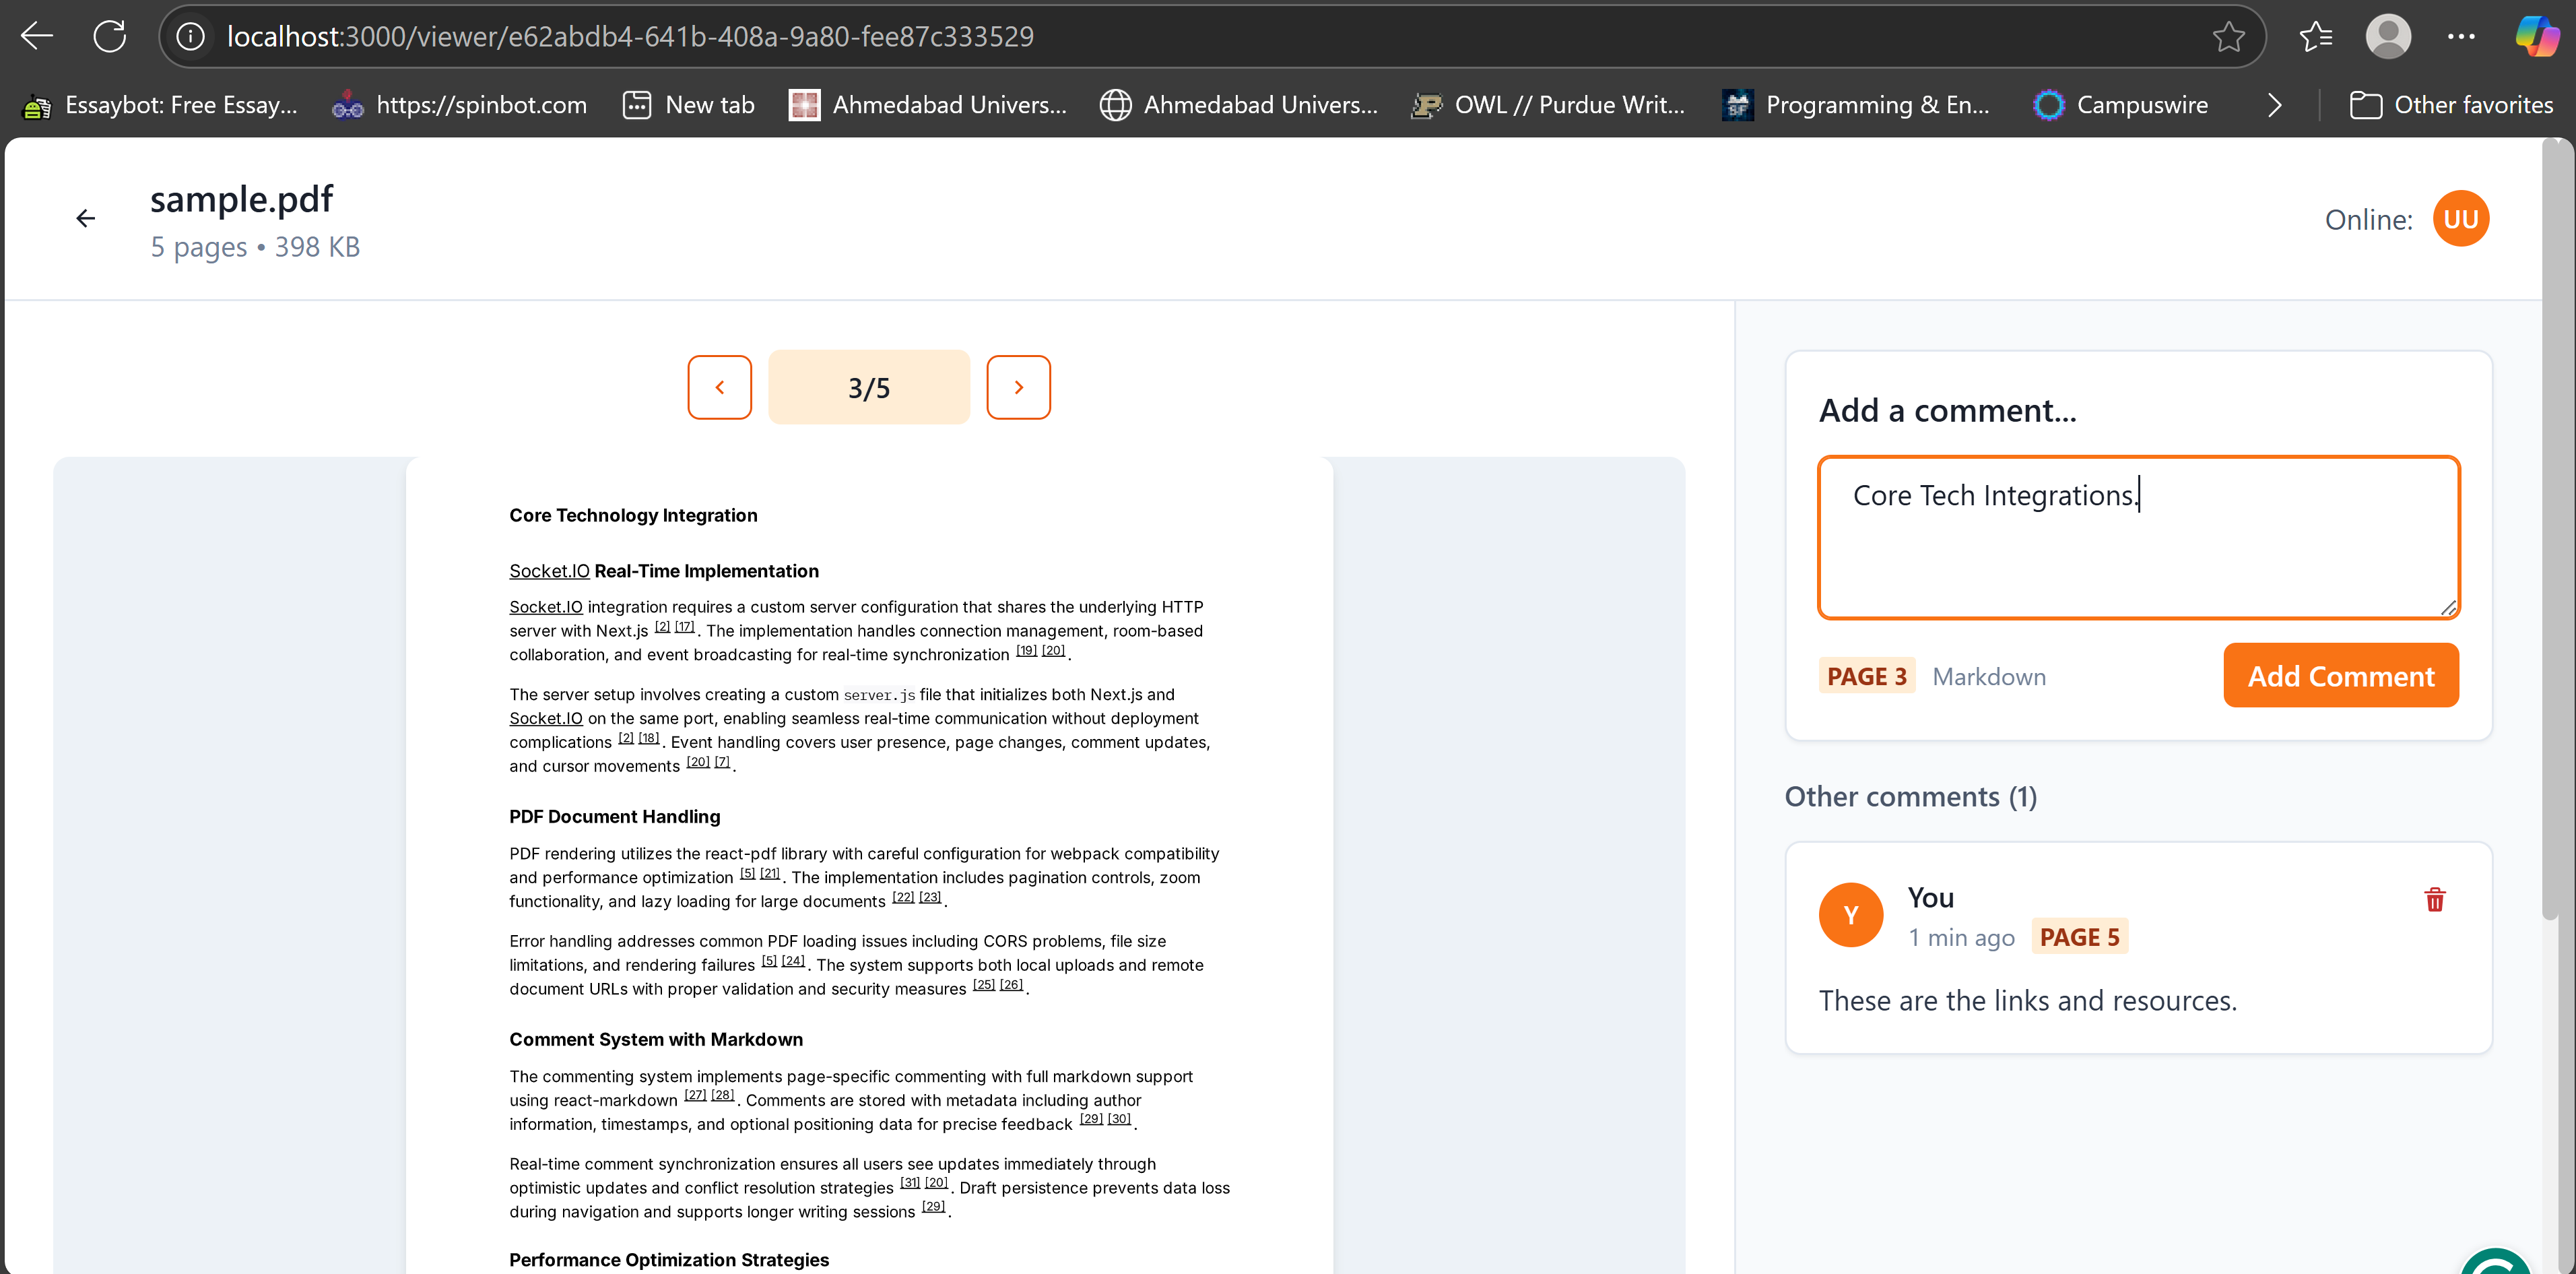 localhost:3000/viewer/e62abdb4-641b-408a-9a80-fee87c333529
Essaybot: Free Essay... https://spinbot.com New tab Ahmedabad Univers... Ahmedabad Univers... OWL // Purdue Writ... Programming & En... Campuswire Other favorites
sample.pdf
5 pages • 398 KB
Online: UU
3/5
Core Technology Integration
Socket.IO Real-Time Implementation
Socket.IO integration requires a custom server configuration that shares the underlying HTTP
server with Next.js [2] [17]. The implementation handles connection management, room-based
collaboration, and event broadcasting for real-time synchronization [19] [20].
The server setup involves creating a custom server.js file that initializes both Next.js and
Socket.IO on the same port, enabling seamless real-time communication without deployment
complications [2] [18]. Event handling covers user presence, page changes, comment updates,
and cursor movements [20] [7].
PDF Document Handling
PDF rendering utilizes the react-pdf library with careful configuration for webpack compatibility
and performance optimization [5] [21]. The implementation includes pagination controls, zoom
functionality, and lazy loading for large documents [22] [23].
Error handling addresses common PDF loading issues including CORS problems, file size
limitations, and rendering failures [5] [24]. The system supports both local uploads and remote
document URLs with proper validation and security measures [25] [26].
Comment System with Markdown
The commenting system implements page-specific commenting with full markdown support
using react-markdown [27] [28]. Comments are stored with metadata including author
information, timestamps, and optional positioning data for precise feedback [29] [30].
Real-time comment synchronization ensures all users see updates immediately through
optimistic updates and conflict resolution strategies [31] [20]. Draft persistence prevents data loss
during navigation and supports longer writing sessions [29].
Performance Optimization Strategies
Add a comment...
Core Tech Integrations.
PAGE 3 Markdown Add Comment
Other comments (1)
Y
You
1 min ago PAGE 5
These are the links and resources.